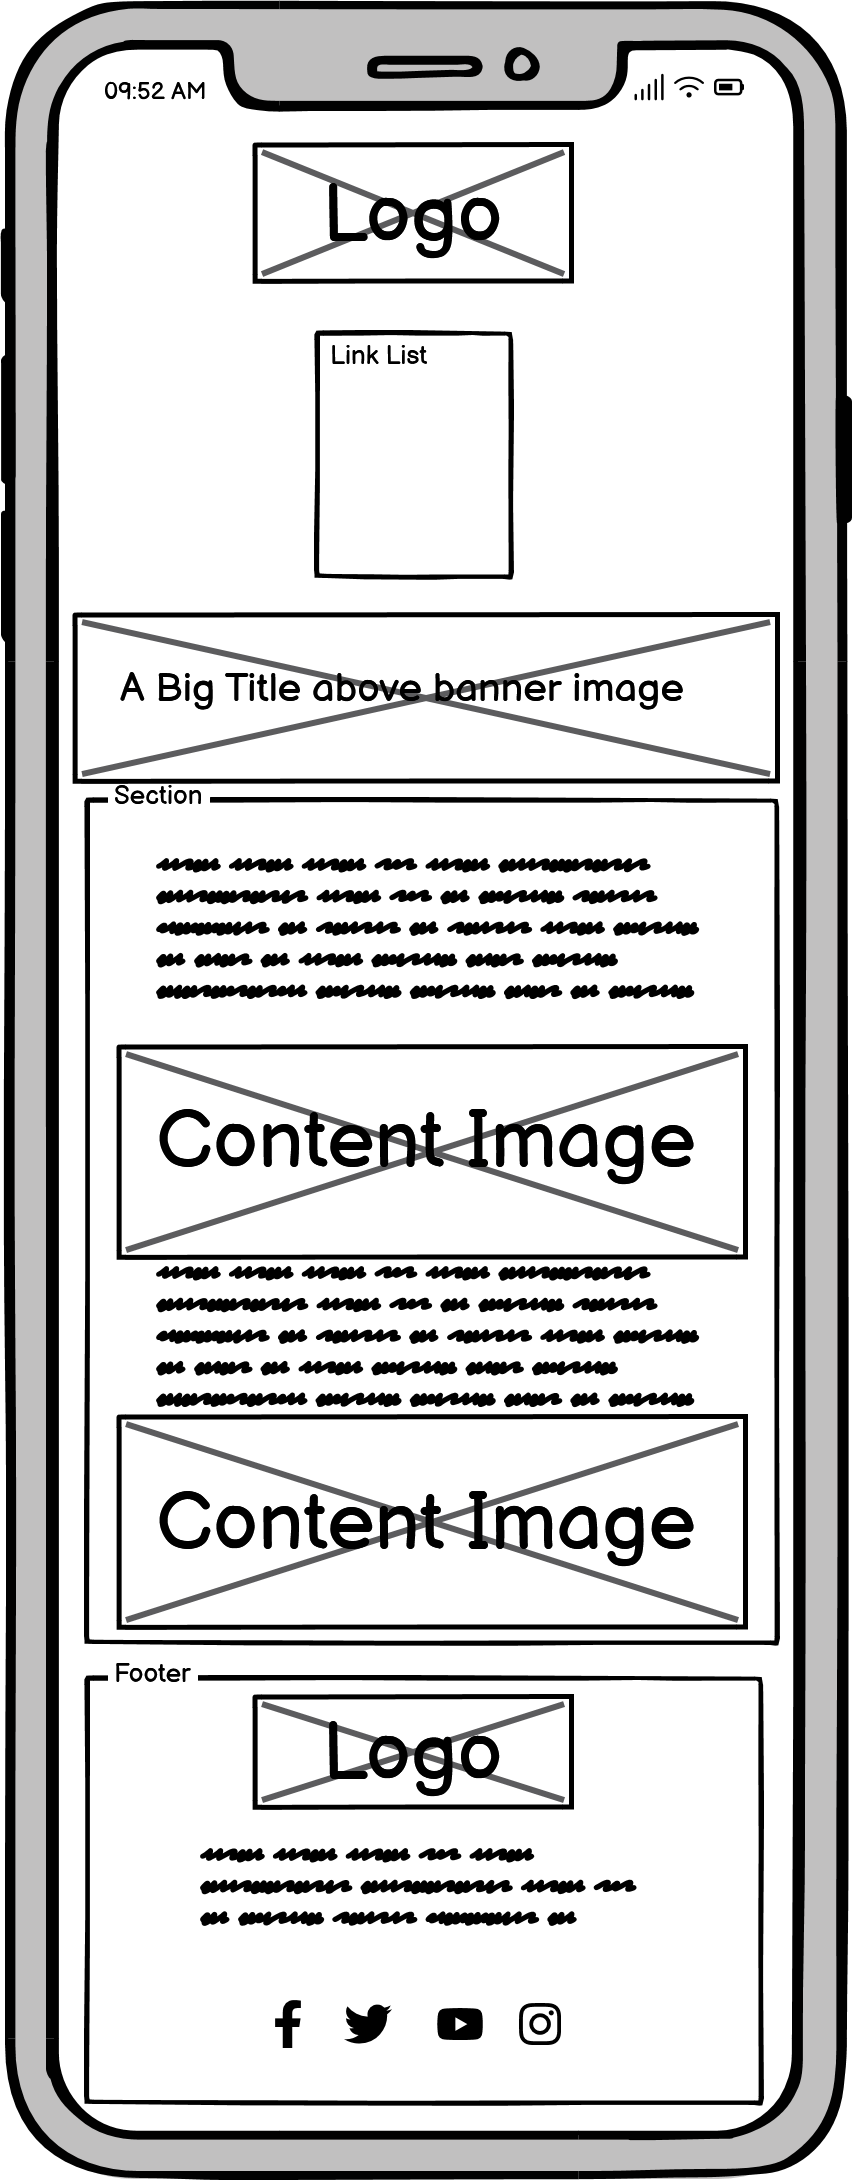 09:52 AM
Logo
Link List
A Big Title above banner image
Section
Content Image
Content Image
Footer
Logo